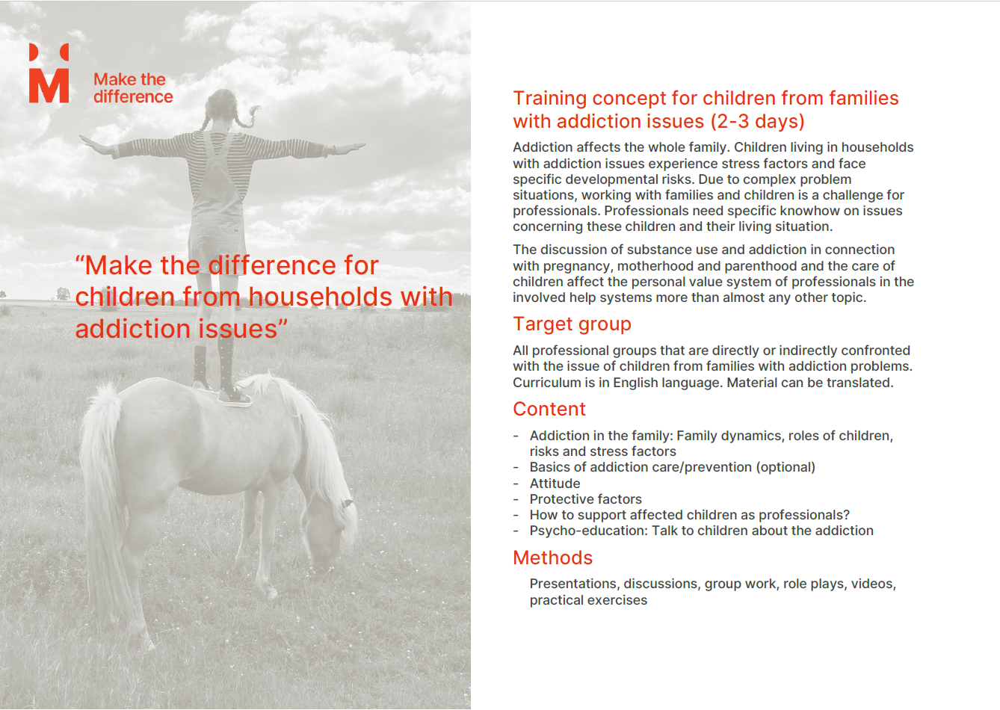 Make the
difference
“Make the difference for
children from households with
addiction issues”
Training concept for children from families
with addiction issues (2-3 days)
Addiction affects the whole family. Children living in households
with addiction issues experience stress factors and face
specific developmental risks. Due to complex problem
situations, working with families and children is a challenge for
professionals. Professionals need specific knowhow on issues
concerning these children and their living situation.
The discussion of substance use and addiction in connection
with pregnancy, motherhood and parenthood and the care of
children affect the personal value system of professionals in the
involved help systems more than almost any other topic.
Target group
All professional groups that are directly or indirectly confronted
with the issue of children from families with addiction problems.
Curriculum is in English language. Material can be translated.
Content
- Addiction in the family: Family dynamics, roles of children,
risks and stress factors
- Basics of addiction care/prevention (optional)
- Attitude
- Protective factors
- How to support affected children as professionals?
- Psycho-education: Talk to children about the addiction
Methods
Presentations, discussions, group work, role plays, videos,
practical exercises